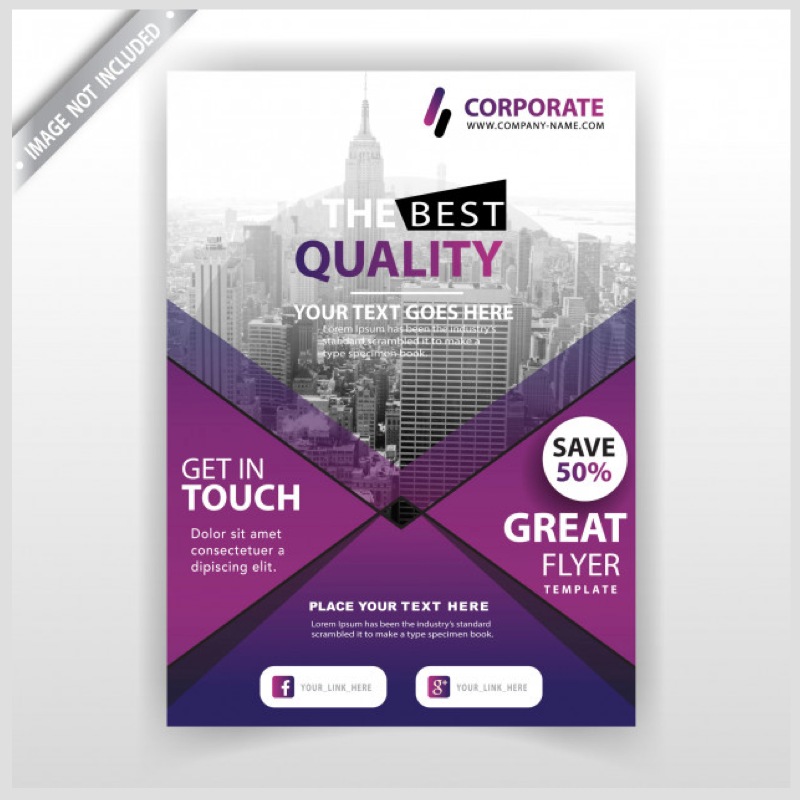 IMAGE NOT INCLUDED
CORPORATE
WWW.COMPANY-NAME.COM
THE BEST
QUALITY
YOUR TEXT GOES HERE
Lorem Ipsum has been the industry's
standard scrambled it to make a
type specimen book.
GET IN
TOUCH
Dolor sit amet
consectetuer a
dipiscing elit.
SAVE
50%
GREAT
FLYER
TEMPLATE
PLACE YOUR TEXT HERE
Lorem Ipsum has been the industry's standard
scrambled it to make a type specimen book.
f YOUR_LINK_HERE
g+ YOUR_LINK_HERE